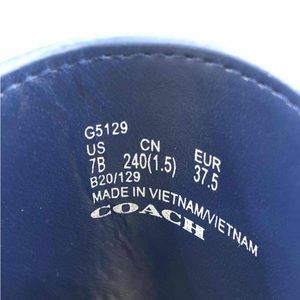 G5129
US CN EUR
7B 240(1.5) 37.5
B20/129
MADE IN VIETNAM/VIETNAM
COACH